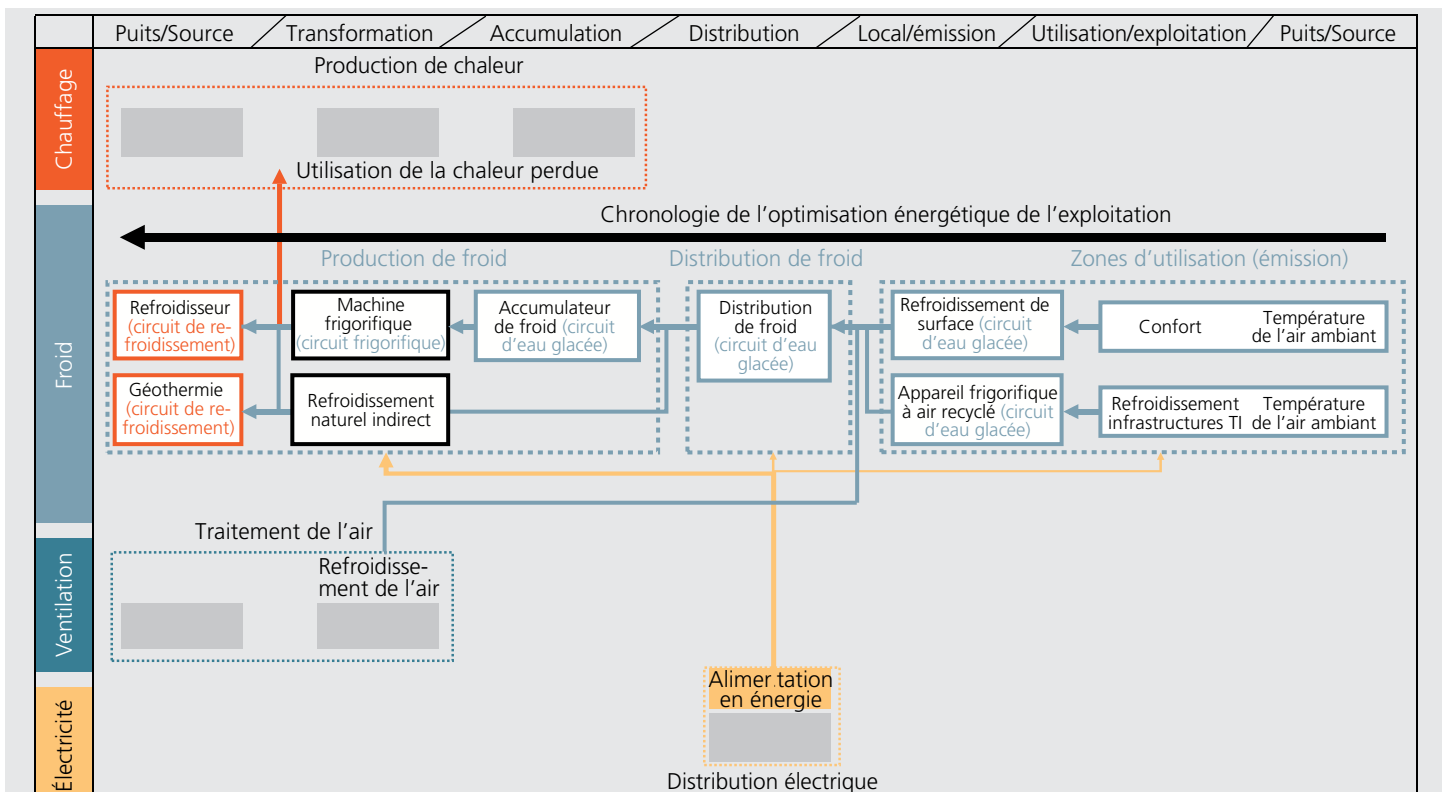 Puits/Source
Transformation
Accumulation
Distribution
Local/émission
Utilisation/exploitation
Puits/Source
Chauffage
Production de chaleur
Utilisation de la chaleur perdue
Froid
Chronologie de l'optimisation énergétique de l'exploitation
Production de froid
Distribution de froid
Zones d'utilisation (émission)
Refroidisseur
(circuit de re-
froidissement)
Machine
frigorifique
(circuit frigorifique)
Accumulateur
de froid (circuit
d'eau glacée)
Distribution
de froid
(circuit d'eau
glacée)
Refroidissement de
surface (circuit
d'eau glacée)
Confort
Température
de l'air ambiant
Géothermie
(circuit de re-
froidissement)
Refroidissement
naturel indirect
Appareil frigorifique
à air recyclé (circuit
d'eau glacée)
Refroidissement
infrastructures TI
Température
de l'air ambiant
Ventilation
Traitement de l'air
Refroidisse-
ment de l'air
Électricité
Alimentation
en énergie
Distribution électrique